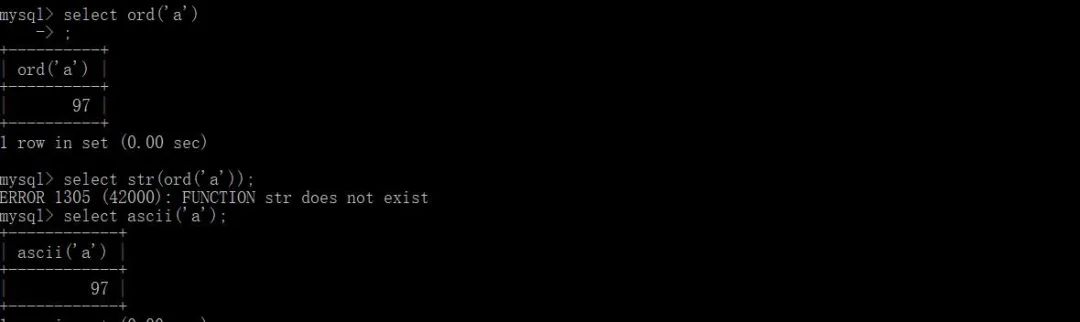 mysql> select ord('a')
    -> ;
+----------+
| ord('a') |
+----------+
|       97 |
+----------+
1 row in set (0.00 sec)
mysql> select str(ord('a'));
ERROR 1305 (42000): FUNCTION str does not exist
mysql> select ascii('a');
+------------+
| ascii('a') |
+------------+
|         97 |
+------------+